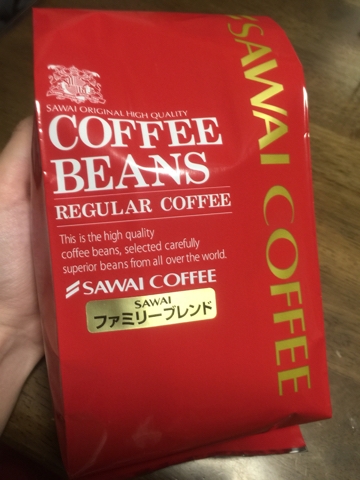 SAWAI ORIGINAL HIGH QUALITY
COFFEE
BEANS
REGULAR COFFEE
This is the high quality
coffee beans, selected carefully
superior beans from all over the world.
SAWAI COFFEE
SAWAI
ファミリーブレンド
SAWAI COFFEE